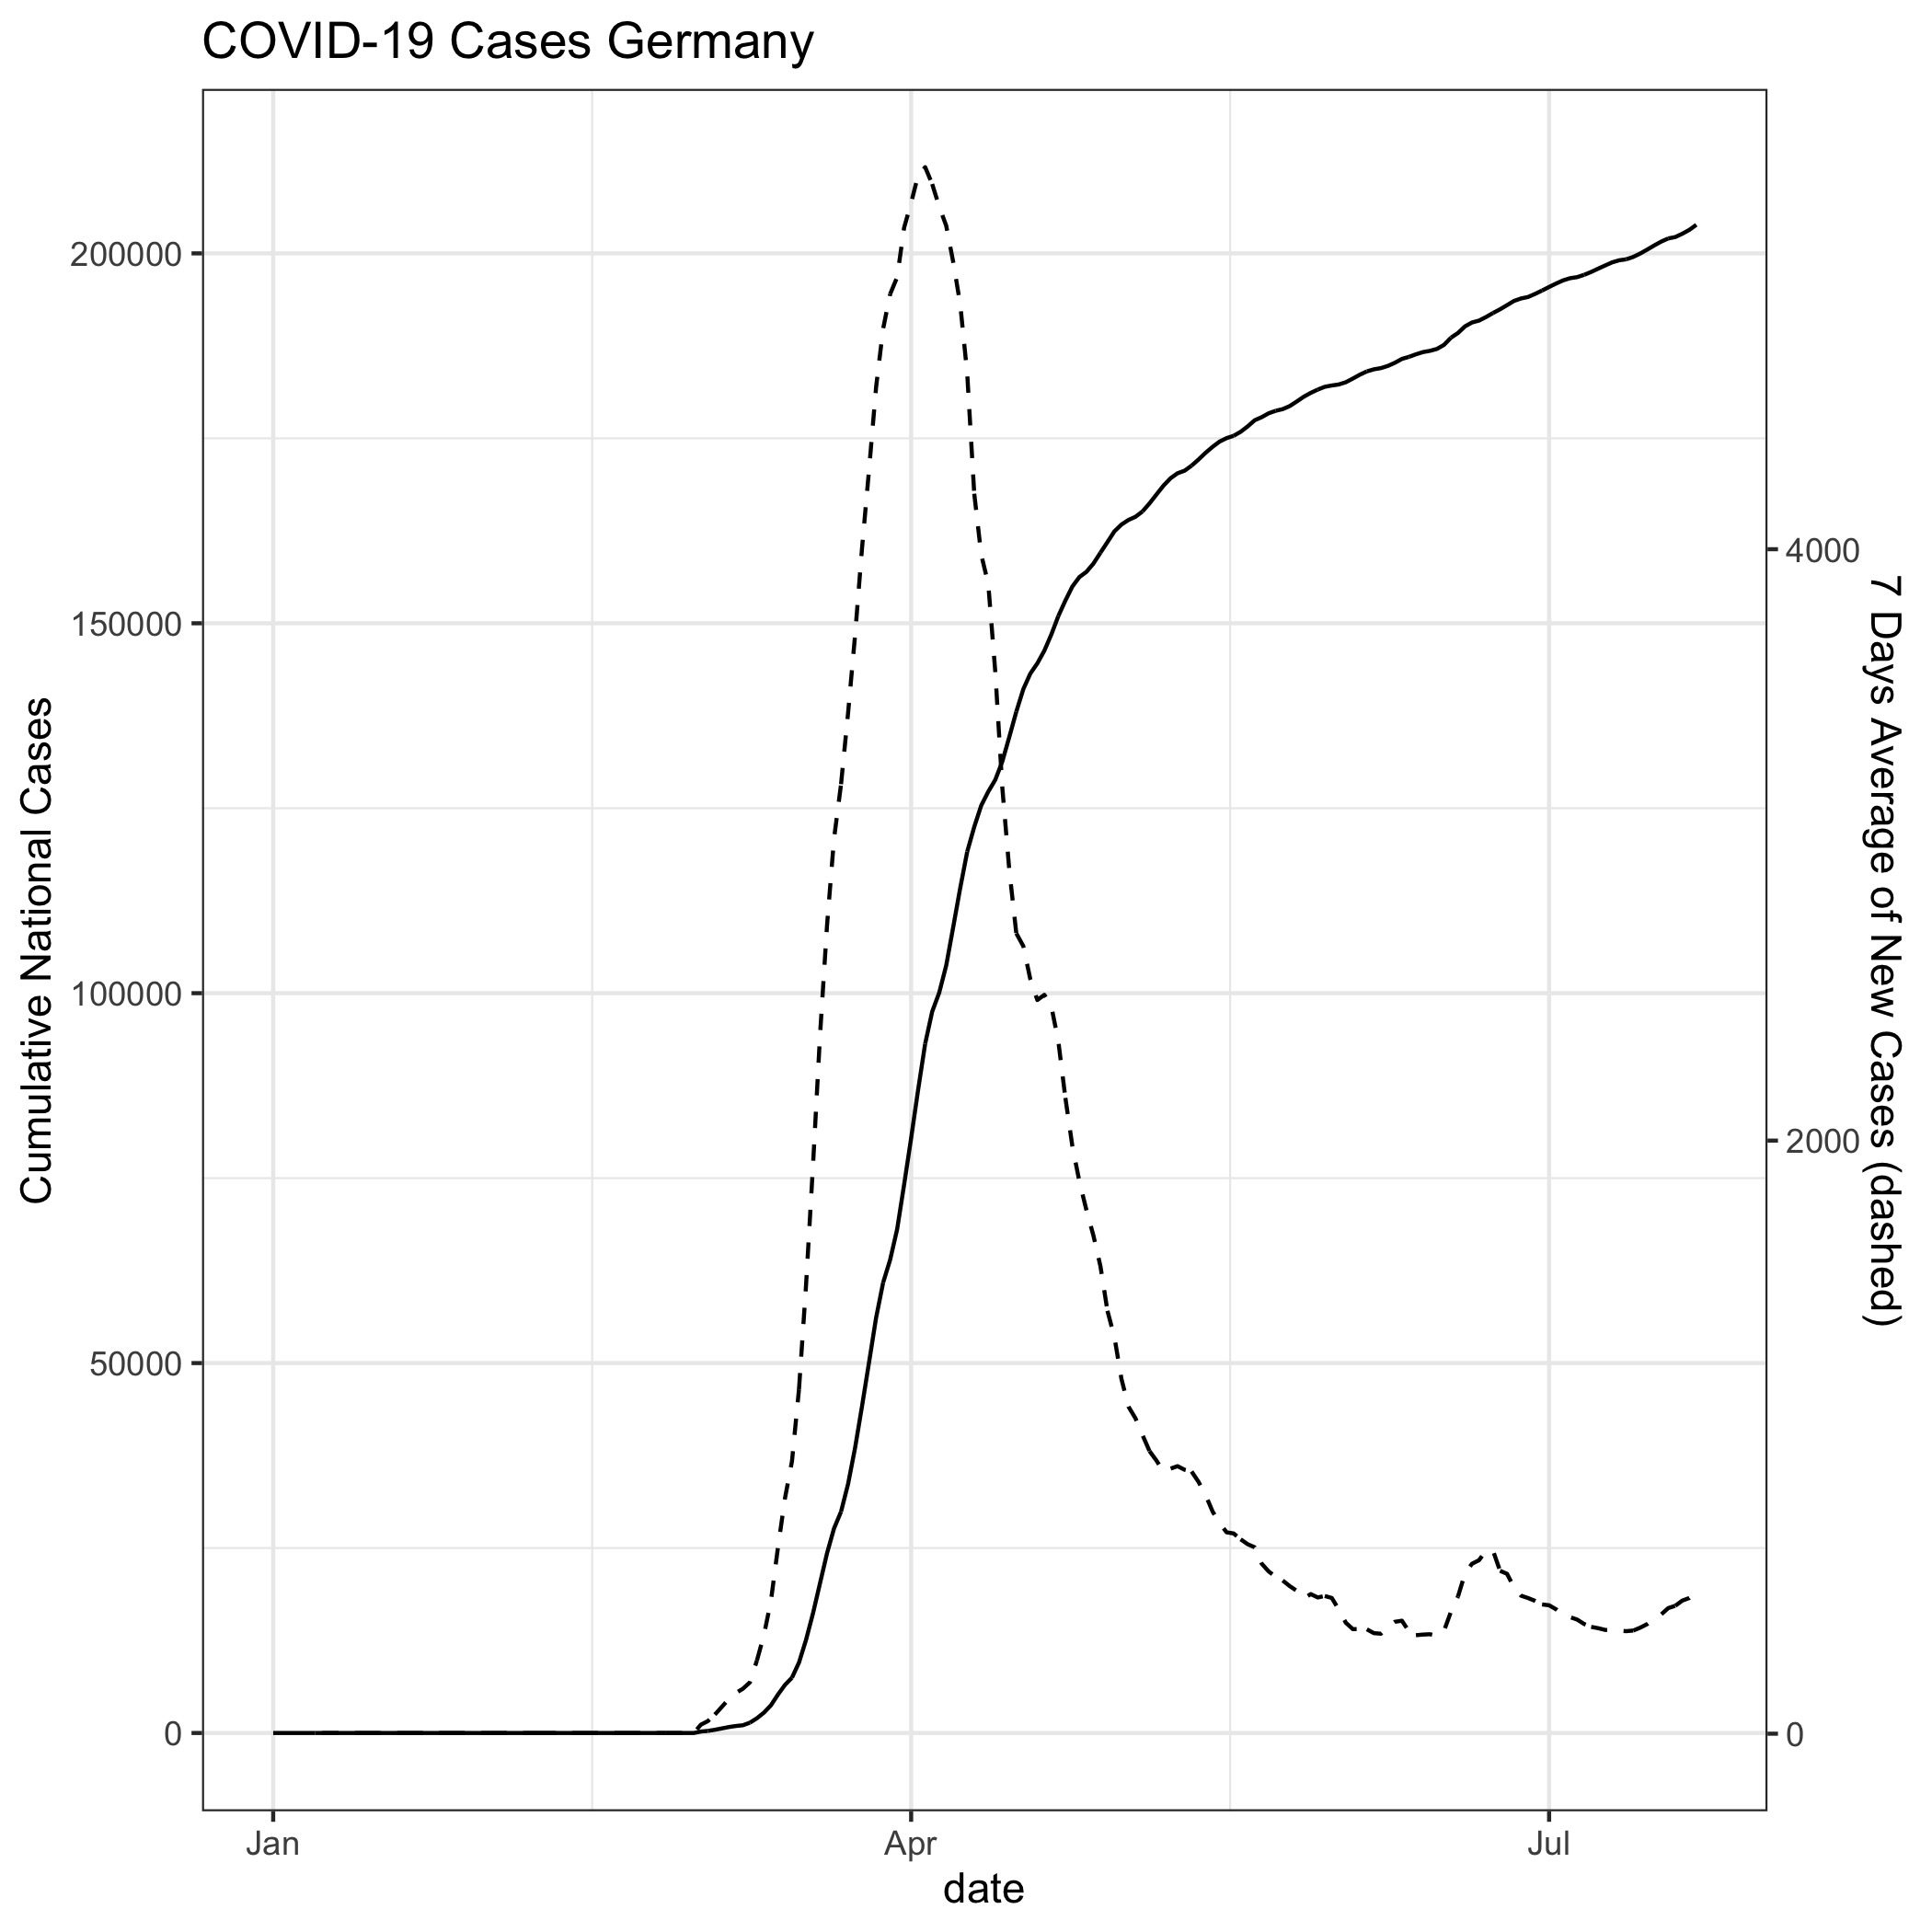 COVID-19 Cases Germany
Cumulative National Cases
200000
150000
100000
50000
0
4000
2000
0
7 Days Average of New Cases (dashed)
Jan
Apr
Jul
date